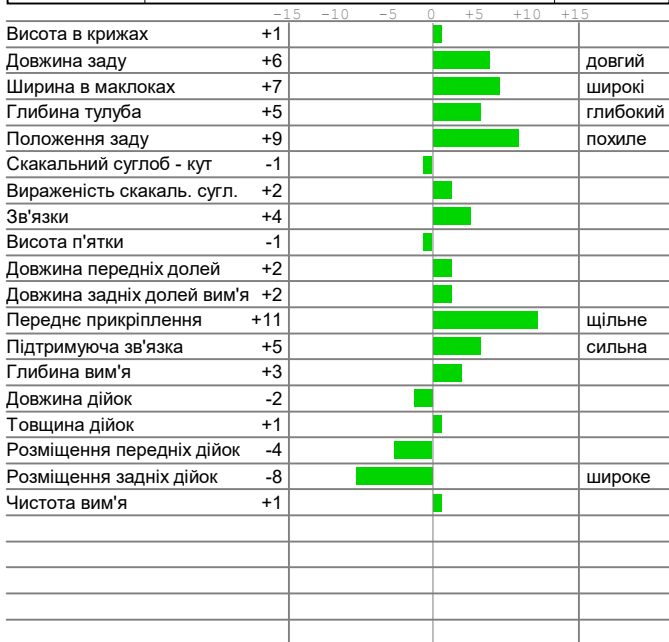 -15 -10 -5 0 +5 +10 +15
Висота в крижах +1
Довжина заду +6 довгий
Ширина в маклоках +7 широкі
Глибина тулуба +5 глибокий
Положення заду +9 похиле
Скакальний суглоб - кут -1
Вираженість скакаль. сугл. +2
Зв'язки +4
Висота п'ятки -1
Довжина передніх долей +2
Довжина задніх долей вим'я +2
Переднє прикріплення +11 щільне
Підтримуюча зв'язка +5 сильна
Глибина вим'я +3
Довжина дійок -2
Товщина дійок +1
Розміщення передніх дійок -4
Розміщення задніх дійок -8 широке
Чистота вим'я +1